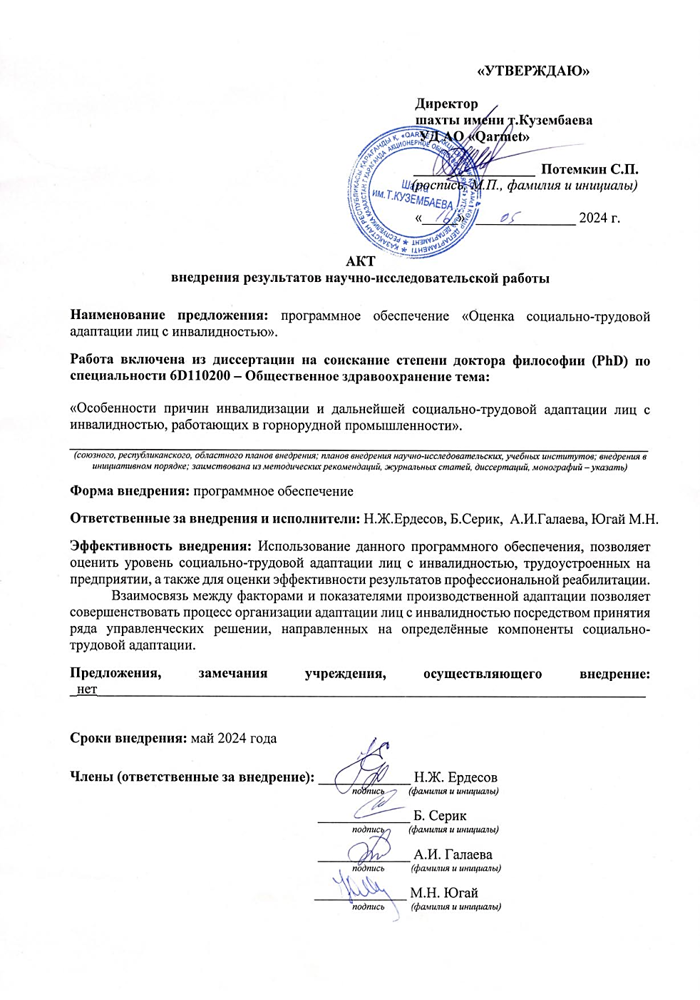 «УТВЕРЖДАЮ»
Директор
шахты имени т.Кузембаева
УД АО «Qarmet»
Потемкин С.П.
(роспись, М.П., фамилия и инициалы)
Шахта
им.Т.КУЗЕМБАЕВА
«16» 05 2024 г.
АКТ
внедрения результатов научно-исследовательской работы
Наименование предложения: программное обеспечение «Оценка социально-трудовой
адаптации лиц с инвалидностью».
Работа включена из диссертации на соискание степени доктора философии (PhD) по
специальности 6D110200 – Общественное здравоохранение тема:
«Особенности причин инвалидизации и дальнейшей социально-трудовой адаптации лиц с
инвалидностью, работающих в горнорудной промышленности».
(союзного, республиканского, областного планов внедрения; планов внедрения научно-исследовательских, учебных институтов; внедрения в
инициативном порядке; заимствована из методических рекомендаций, журнальных статей, диссертаций, монографий – указать)
Форма внедрения: программное обеспечение
Ответственные за внедрения и исполнители: Н.Ж.Ердесов, Б.Серик, А.И.Галаева, Югай М.Н.
Эффективность внедрения: Использование данного программного обеспечения, позволяет
оценить уровень социально-трудовой адаптации лиц с инвалидностью, трудоустроенных на
предприятии, а также для оценки эффективности результатов профессиональной реабилитации.
Взаимосвязь между факторами и показателями производственной адаптации позволяет
совершенствовать процесс организации адаптации лиц с инвалидностью посредством принятия
ряда управленческих решении, направленных на определённые компоненты социально-
трудовой адаптации.
Предложения, замечания учреждения, осуществляющего внедрение:
нет
Сроки внедрения: май 2024 года
Члены (ответственные за внедрение): Н.Ж. Ердесов
подпись (фамилия и инициалы)
Б. Серик
подпись (фамилия и инициалы)
А.И. Галаева
подпись (фамилия и инициалы)
М.Н. Югай
подпись (фамилия и инициалы)